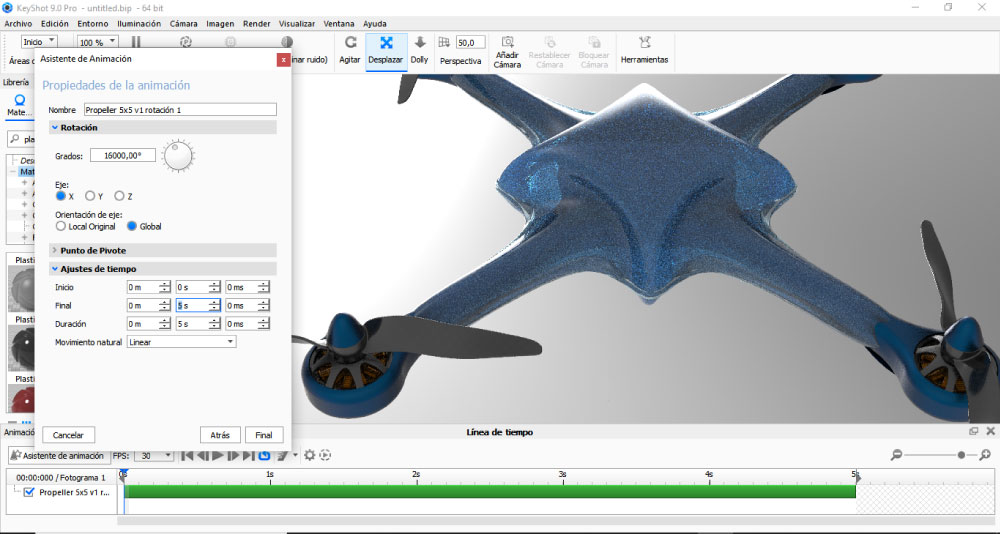 KeyShot 9.0 Pro - untitled.bip - 64 bit
Archivo Edición Entorno Iluminación Cámara Imagen Render Visualizar Ventana Ayuda
Inicio 100 % 50,0
Áreas d
nar ruido) Agitar Desplazar Dolly Perspectiva Añadir Cámara Restablecer Cámara Bloquear Cámara Herramientas
Asistente de Animación x
Librería
Propiedades de la animación
Mate...
Nombre Propeller 5x5 v1 rotación 1
Rotación
pla
Grados: 16000,00°
Des
Mat
Eje:
X Y Z
Orientación de eje:
Local Original Global
Punto de Pivote
Plasti
Ajustes de tiempo
Inicio 0 m 0 s 0 ms
Final 0 m 5 s 0 ms
Plasti
Duración 0 m 5 s 0 ms
Movimiento natural Linear
Plasti
Cancelar Atrás Final
Animació
Línea de tiempo
Asistente de animación FPS: 30
00:00:000 / Fotograma 1
0s 1s 2s 3s 4s 5s
Propeller 5x5 v1 r...